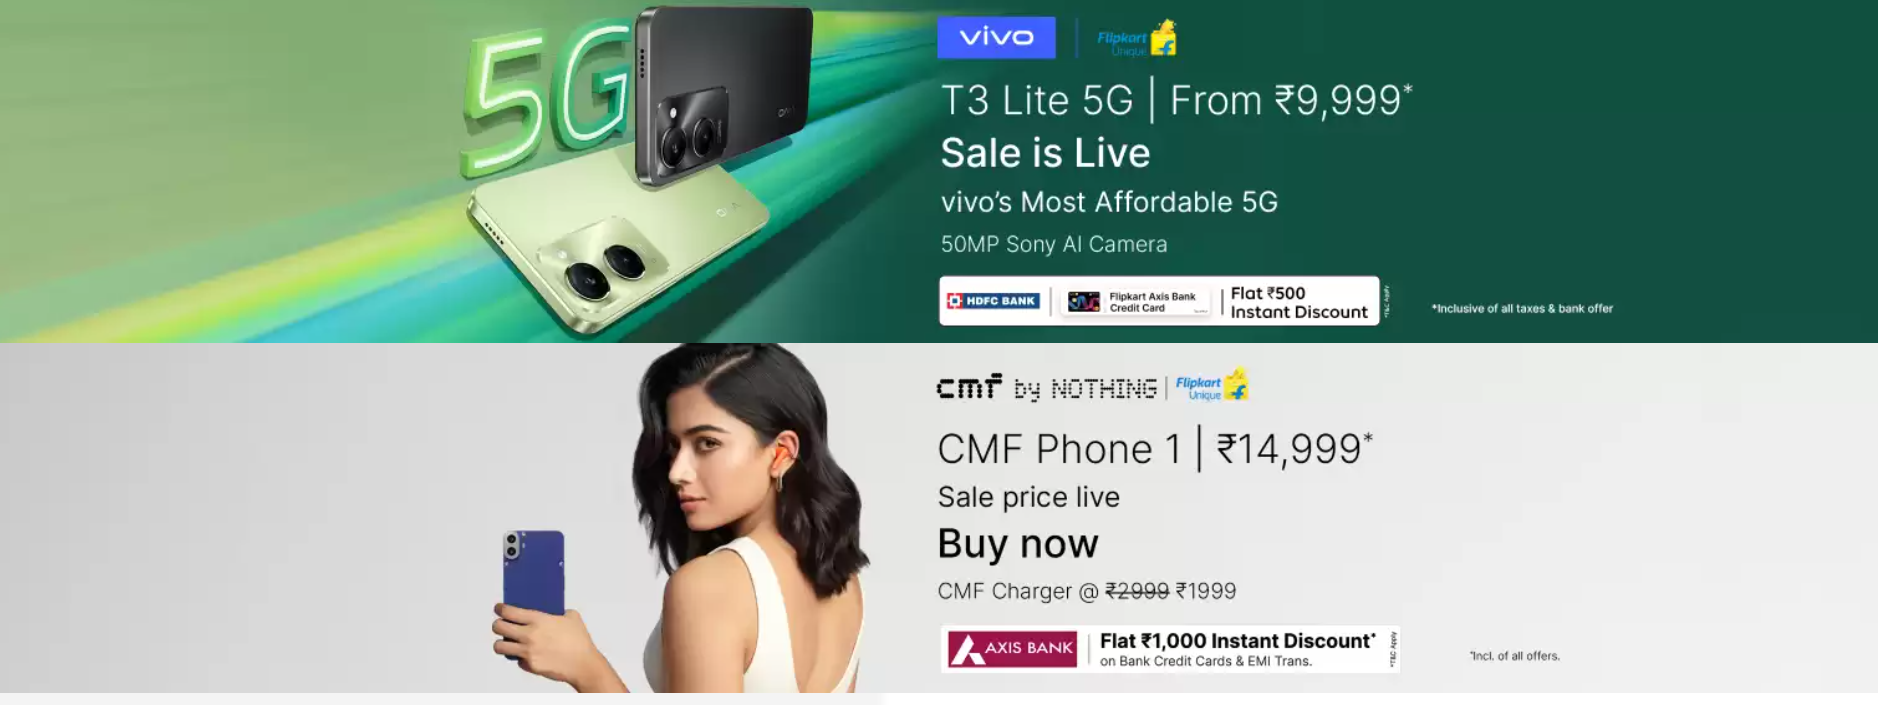 5G
vivo
Flipkart
Unique
T3 Lite 5G | From ₹9,999*
Sale is Live
vivo's Most Affordable 5G
50MP Sony AI Camera
HDFC BANK
Flipkart Axis Bank
Credit Card
Flat ₹500
Instant Discount
*T&C Apply
*Inclusive of all taxes & bank offer
cmf by NOTHING
Flipkart
Unique
CMF Phone 1 | ₹14,999*
Sale price live
Buy now
CMF Charger @ ₹2999 ₹1999
AXIS BANK
Flat ₹1,000 Instant Discount*
on Bank Credit Cards & EMI Trans.
*T&C Apply
*Incl. of all offers.